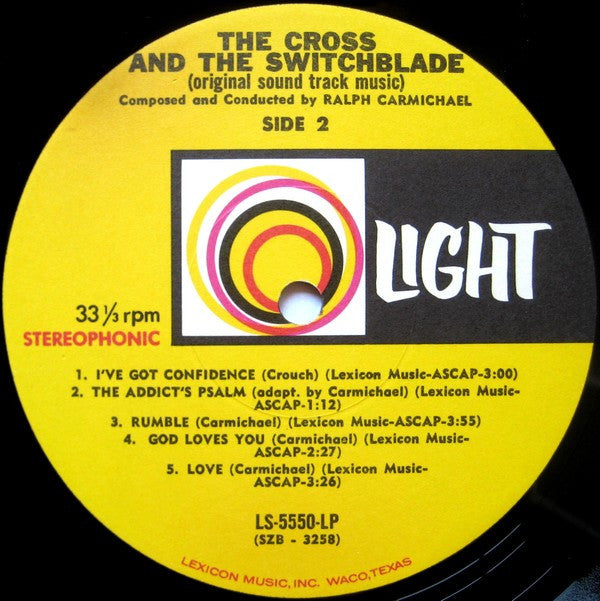 THE CROSS
AND THE SWITCHBLADE
(original sound track music)
Composed and Conducted by RALPH CARMICHAEL
SIDE 2
LIGHT
33 1/3 rpm
STEREOPHONIC
1. I'VE GOT CONFIDENCE (Crouch) (Lexicon Music-ASCAP-3:00)
2. THE ADDICT'S PSALM (adapt. by Carmichael) (Lexicon Music-
ASCAP-1:12)
3. RUMBLE (Carmichael) (Lexicon Music-ASCAP-3:55)
4. GOD LOVES YOU (Carmichael) (Lexicon Music-
ASCAP-2:27)
5. LOVE (Carmichael) (Lexicon Music-
ASCAP-3:26)
LS-5550-LP
(SZB - 3258)
LEXICON MUSIC, INC. WACO, TEXAS